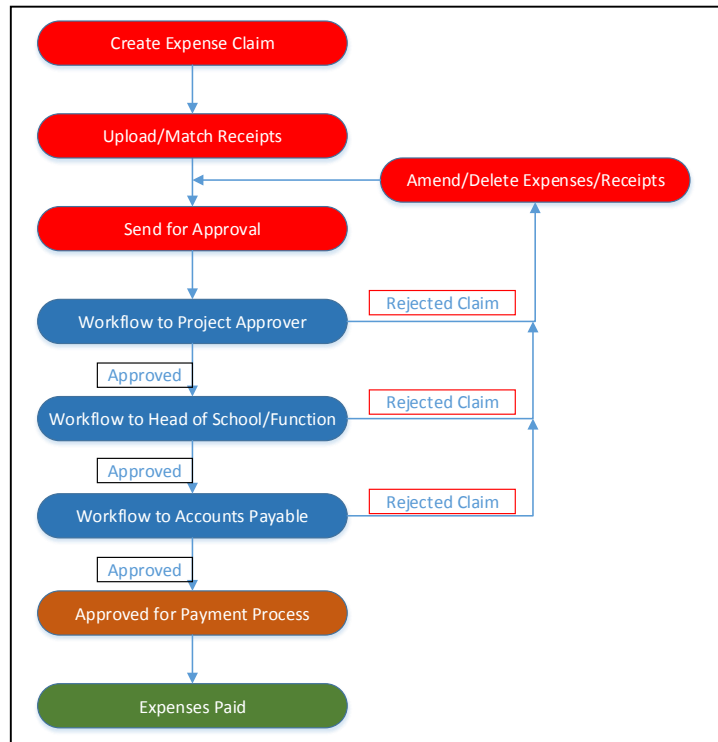 Create Expense Claim
Upload/Match Receipts
Amend/Delete Expenses/Receipts
Send for Approval
Workflow to Project Approver
Rejected Claim
Approved
Workflow to Head of School/Function
Rejected Claim
Approved
Workflow to Accounts Payable
Rejected Claim
Approved
Approved for Payment Process
Expenses Paid